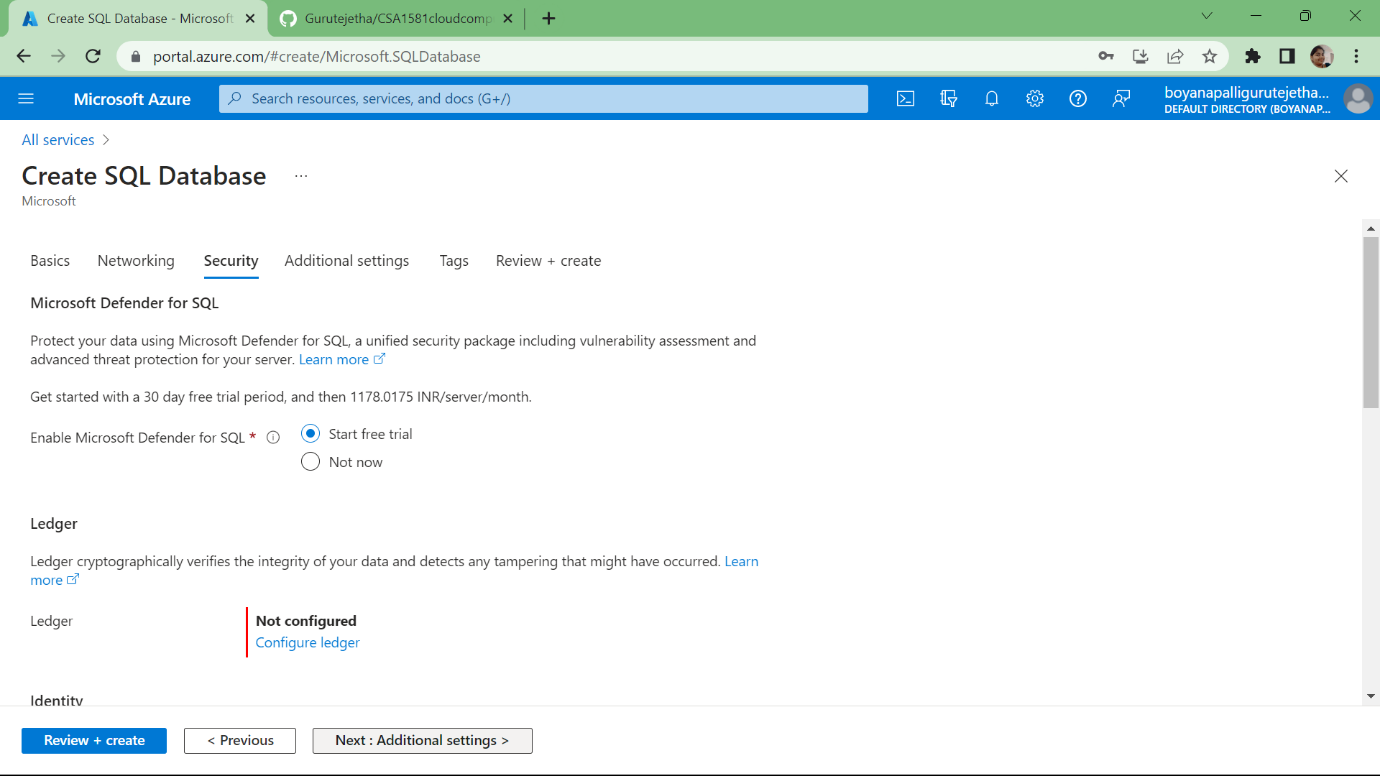 Create SQL Database - Microsoft
Gurutejetha/CSA1581cloudcomp
portal.azure.com/#create/Microsoft.SQLDatabase
Microsoft Azure
Search resources, services, and docs (G+/)
boyanapalligurutejetha...
DEFAULT DIRECTORY (BOYANAP...
All services >
Create SQL Database ...
Microsoft
Basics Networking Security Additional settings Tags Review + create
Microsoft Defender for SQL
Protect your data using Microsoft Defender for SQL, a unified security package including vulnerability assessment and
advanced threat protection for your server. Learn more
Get started with a 30 day free trial period, and then 1178.0175 INR/server/month.
Enable Microsoft Defender for SQL *
Start free trial
Not now
Ledger
Ledger cryptographically verifies the integrity of your data and detects any tampering that might have occurred. Learn
more
Ledger
Not configured
Configure ledger
Identity
Review + create
< Previous
Next : Additional settings >